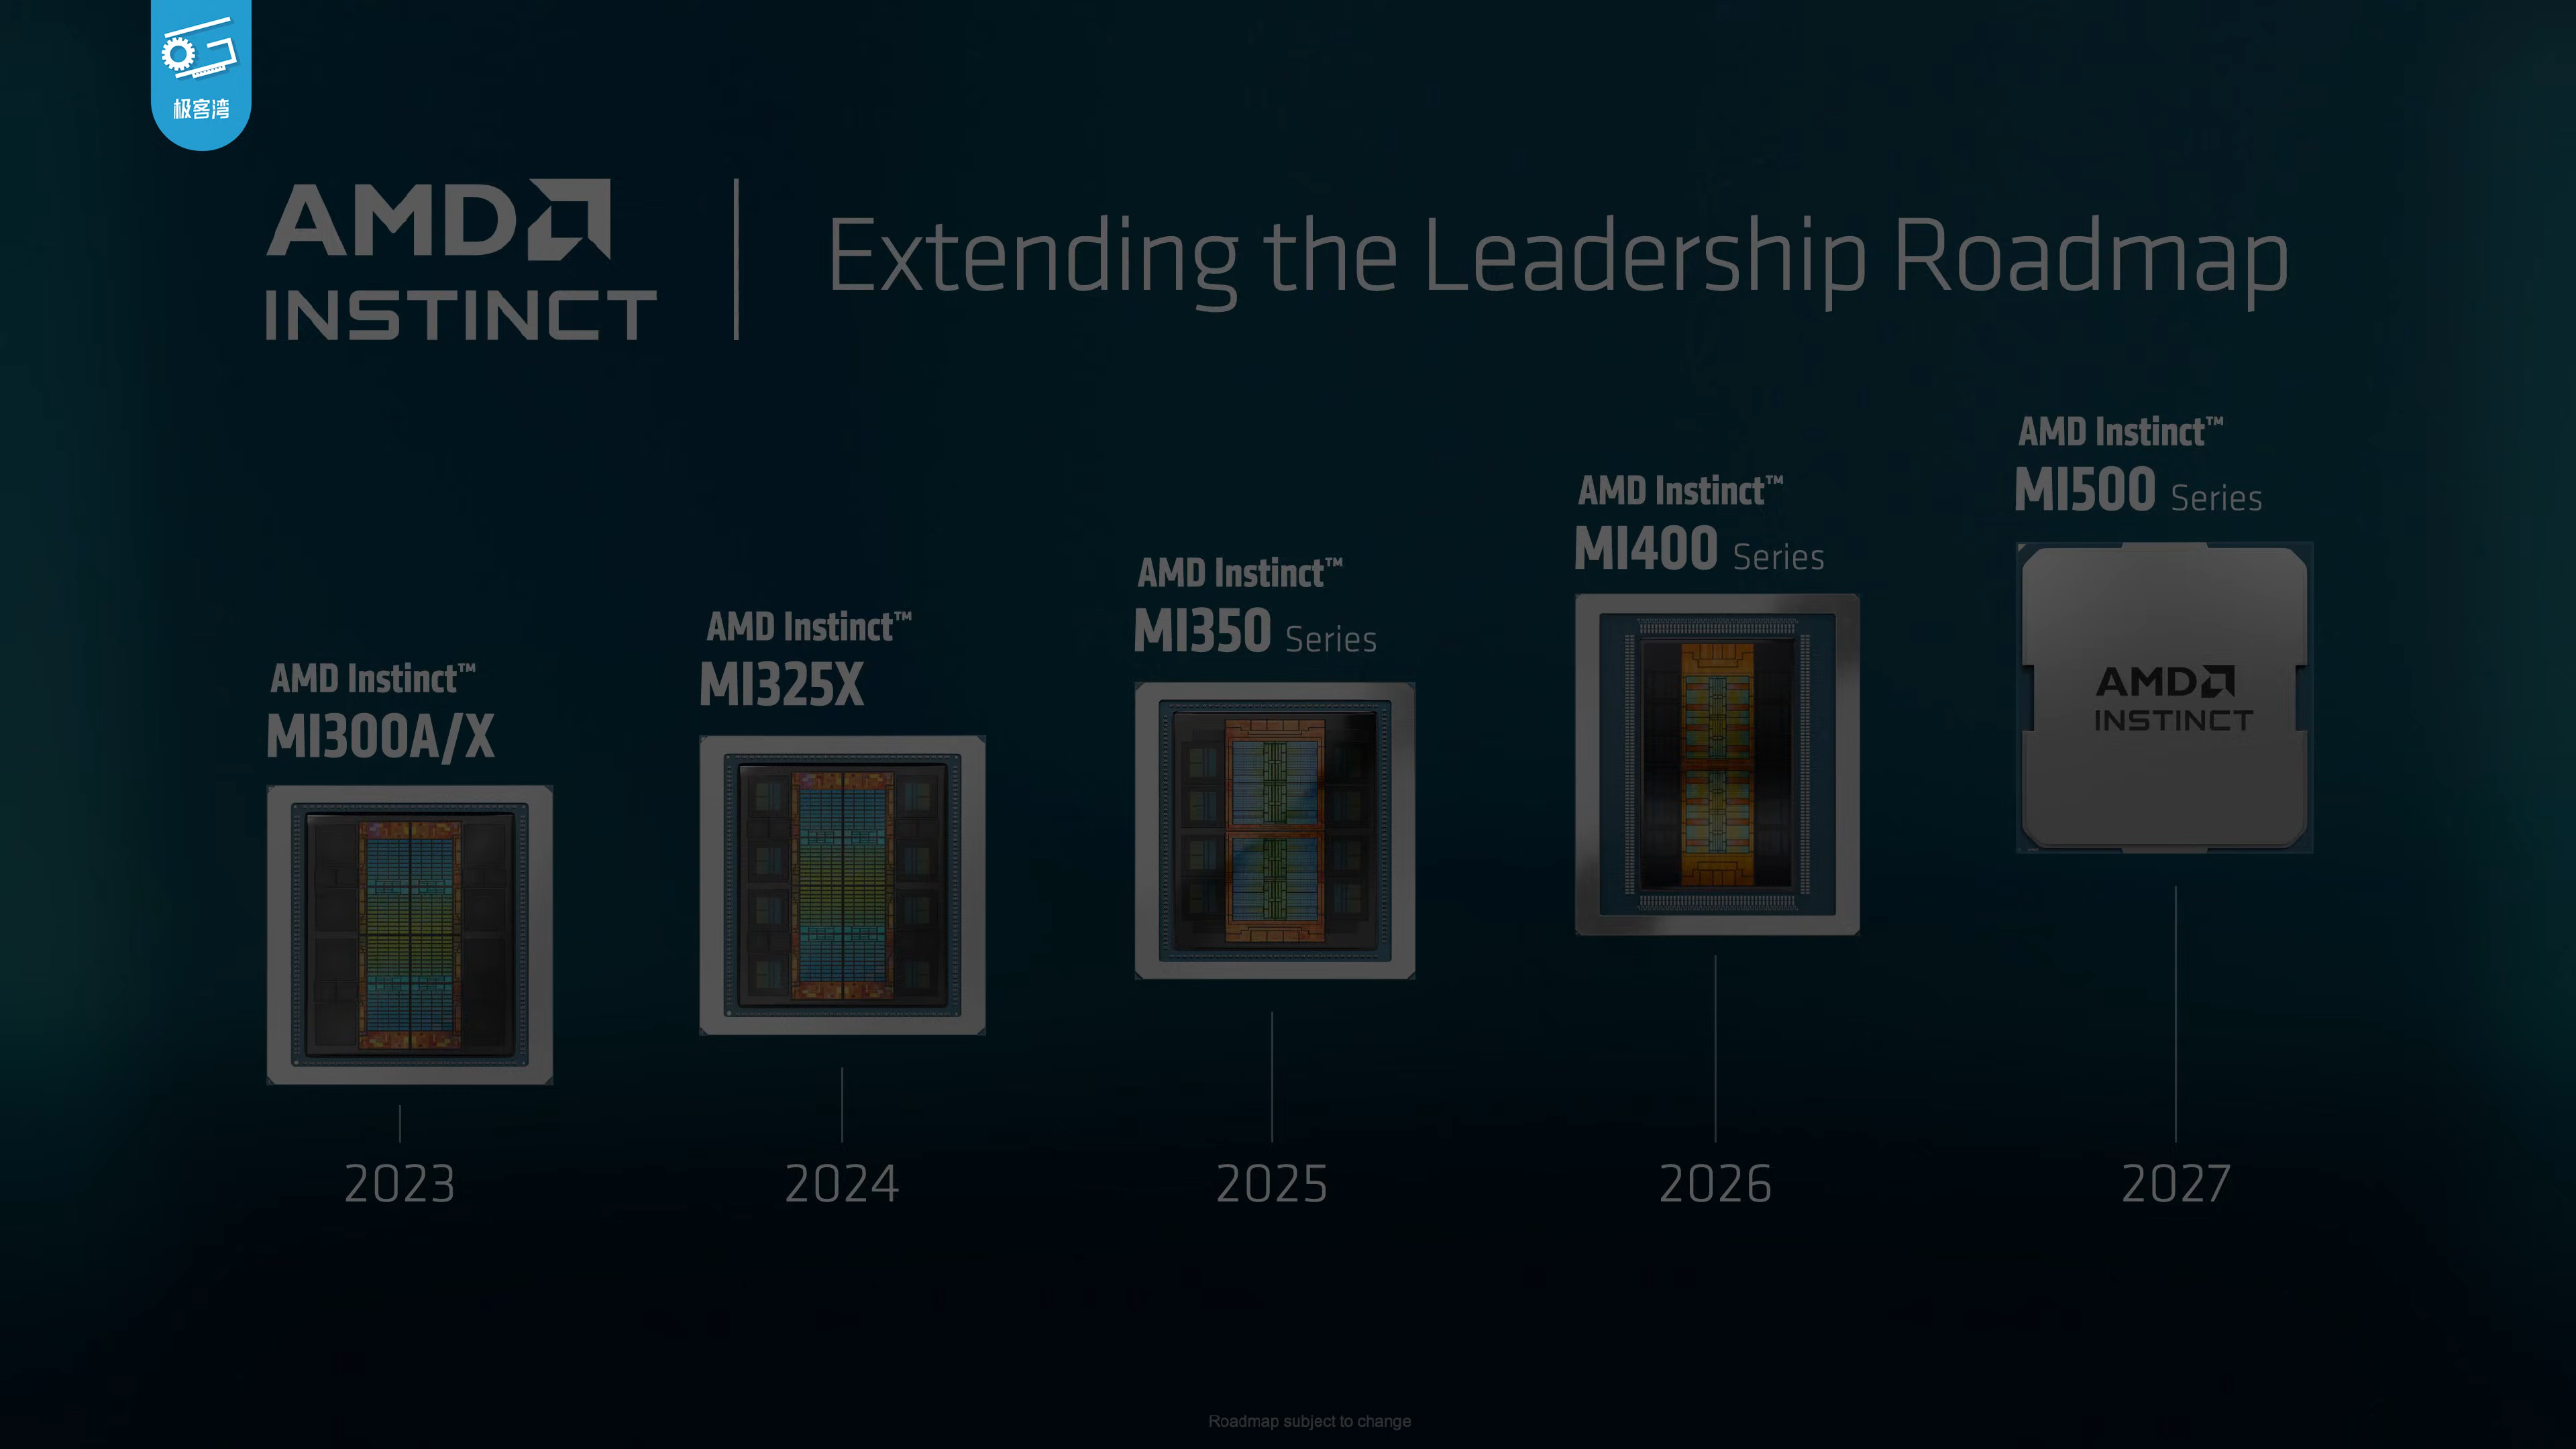 极客湾
AMD
INSTINCT
Extending the Leadership Roadmap
AMD Instinct™
MI300A/X
AMD Instinct™
MI325X
AMD Instinct™
MI350 Series
AMD Instinct™
MI400 Series
AMD Instinct™
MI500 Series
AMD
INSTINCT
2023
2024
2025
2026
2027
Roadmap subject to change